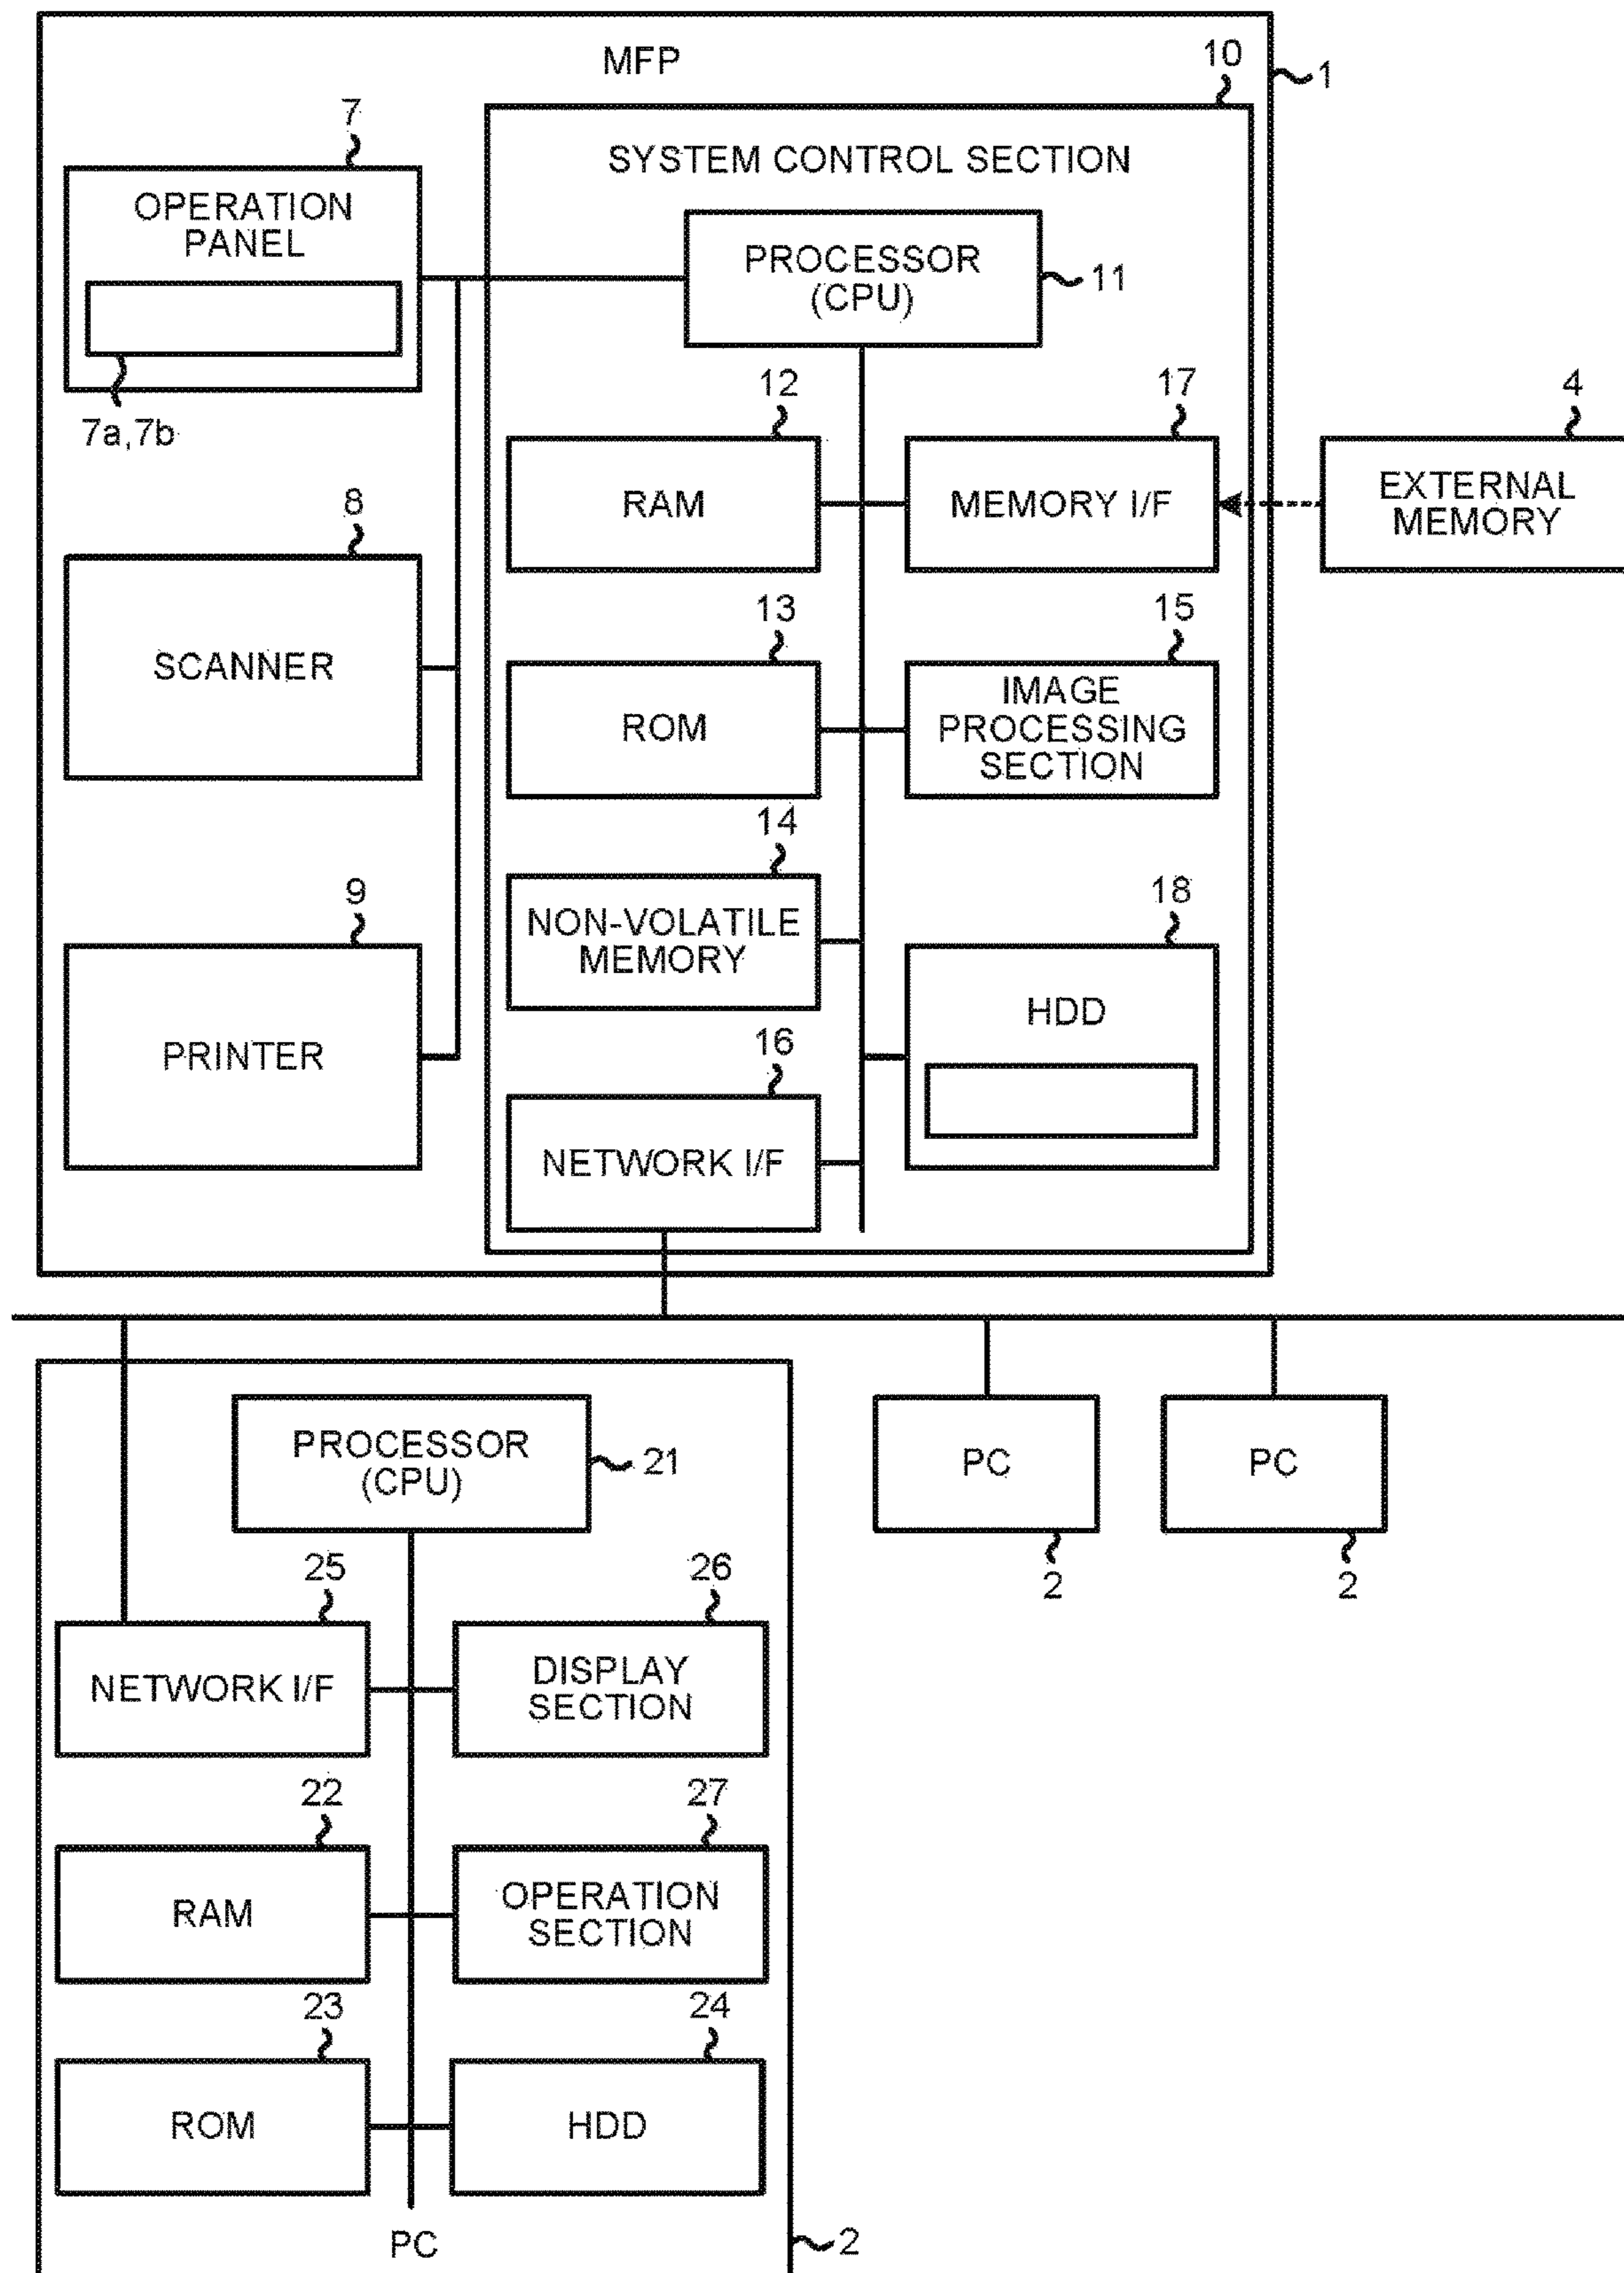 MFP
10
1
7
SYSTEM CONTROL SECTION
OPERATION
PANEL
PROCESSOR
(CPU)
11
7a,7b
12
17
4
RAM
MEMORY I/F
EXTERNAL
MEMORY
8
SCANNER
13
15
ROM
IMAGE
PROCESSING
SECTION
14
18
9
NON-VOLATILE
MEMORY
HDD
PRINTER
16
NETWORK I/F
PROCESSOR
(CPU)
21
PC
PC
2
2
25
26
NETWORK I/F
DISPLAY
SECTION
22
27
RAM
OPERATION
SECTION
23
24
ROM
HDD
PC
2